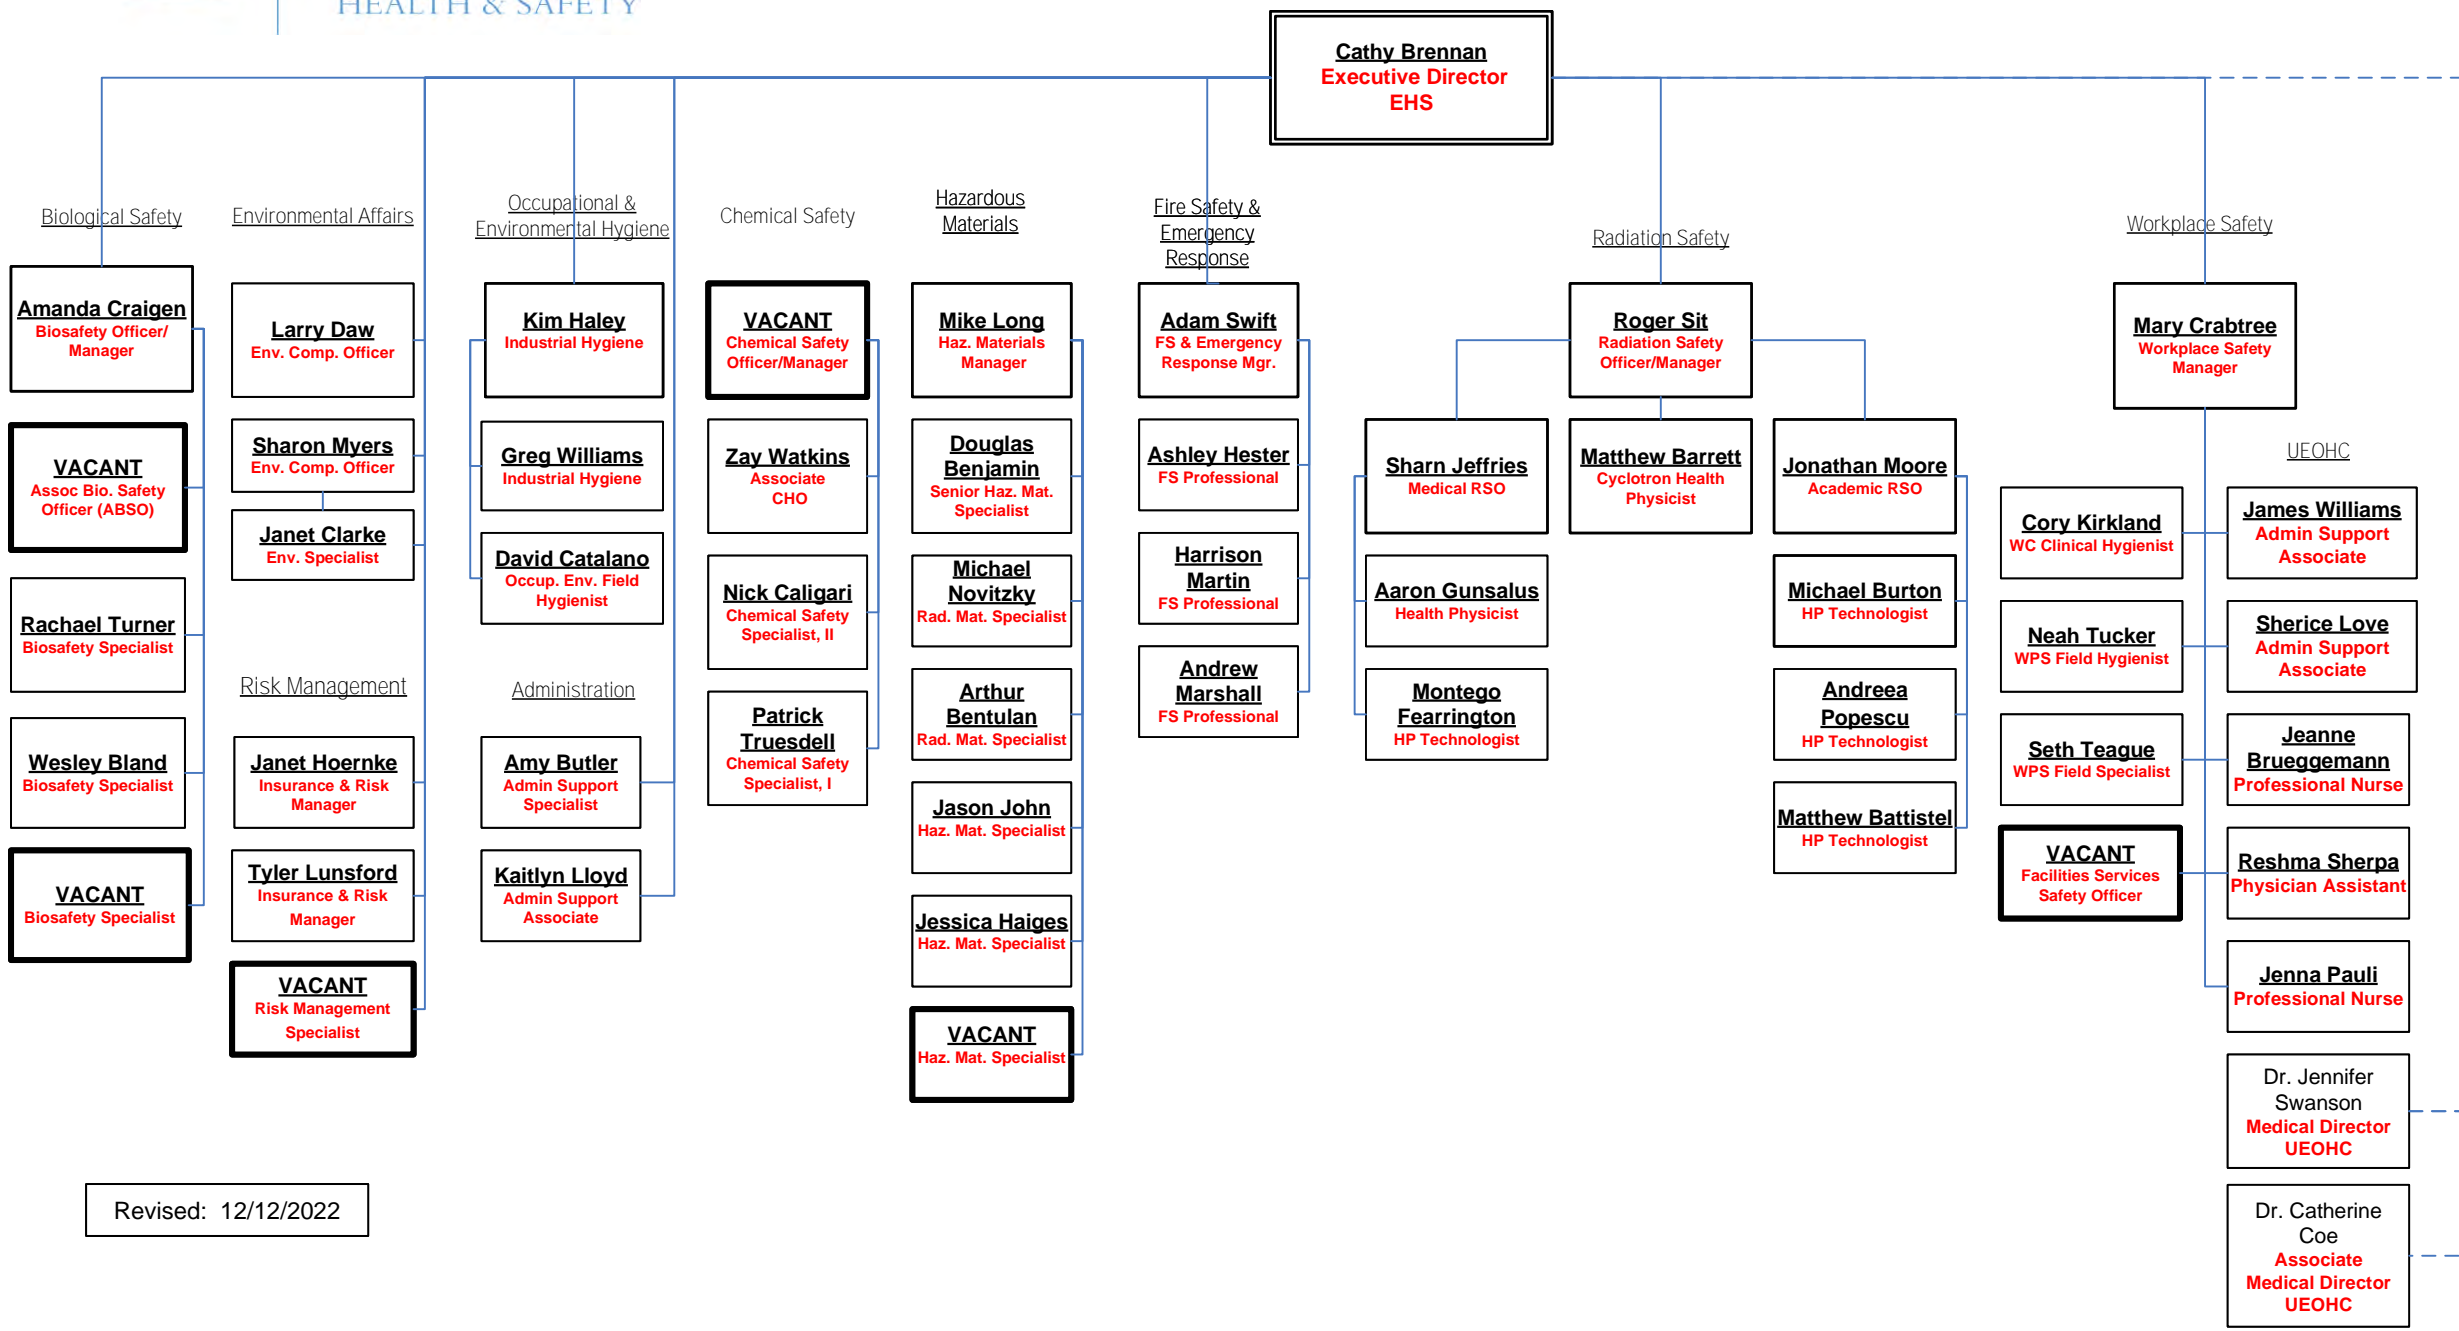 HEALTH & SAFETY
Cathy Brennan
Executive Director
EHS
Biological Safety
Amanda Craigen
Biosafety Officer/
Manager
VACANT
Assoc Bio. Safety
Officer (ABSO)
Rachael Turner
Biosafety Specialist
Wesley Bland
Biosafety Specialist
VACANT
Biosafety Specialist
Environmental Affairs
Larry Daw
Env. Comp. Officer
Sharon Myers
Env. Comp. Officer
Janet Clarke
Env. Specialist
Risk Management
Janet Hoernke
Insurance & Risk
Manager
Tyler Lunsford
Insurance & Risk
Manager
VACANT
Risk Management
Specialist
Occupational &
Environmental Hygiene
Kim Haley
Industrial Hygiene
Greg Williams
Industrial Hygiene
David Catalano
Occup. Env. Field
Hygienist
Administration
Amy Butler
Admin Support
Specialist
Kaitlyn Lloyd
Admin Support
Associate
Chemical Safety
VACANT
Chemical Safety
Officer/Manager
Zay Watkins
Associate
CHO
Nick Caligari
Chemical Safety
Specialist, II
Patrick
Truesdell
Chemical Safety
Specialist, I
Hazardous
Materials
Mike Long
Haz. Materials
Manager
Douglas
Benjamin
Senior Haz. Mat.
Specialist
Michael
Novitzky
Rad. Mat. Specialist
Arthur
Bentulan
Rad. Mat. Specialist
Jason John
Haz. Mat. Specialist
Jessica Haiges
Haz. Mat. Specialist
VACANT
Haz. Mat. Specialist
Fire Safety &
Emergency
Response
Adam Swift
FS & Emergency
Response Mgr.
Ashley Hester
FS Professional
Harrison
Martin
FS Professional
Andrew
Marshall
FS Professional
Radiation Safety
Roger Sit
Radiation Safety
Officer/Manager
Sharn Jeffries
Medical RSO
Aaron Gunsalus
Health Physicist
Montego
Fearrington
HP Technologist
Matthew Barrett
Cyclotron Health
Physicist
Jonathan Moore
Academic RSO
Michael Burton
HP Technologist
Andreea
Popescu
HP Technologist
Matthew Battistel
HP Technologist
Workplace Safety
Mary Crabtree
Workplace Safety
Manager
Cory Kirkland
WC Clinical Hygienist
Neah Tucker
WPS Field Hygienist
Seth Teague
WPS Field Specialist
VACANT
Facilities Services
Safety Officer
UEOHC
James Williams
Admin Support
Associate
Sherice Love
Admin Support
Associate
Jeanne
Brueggemann
Professional Nurse
Reshma Sherpa
Physician Assistant
Jenna Pauli
Professional Nurse
Dr. Jennifer
Swanson
Medical Director
UEOHC
Dr. Catherine
Coe
Associate
Medical Director
UEOHC
Revised: 12/12/2022